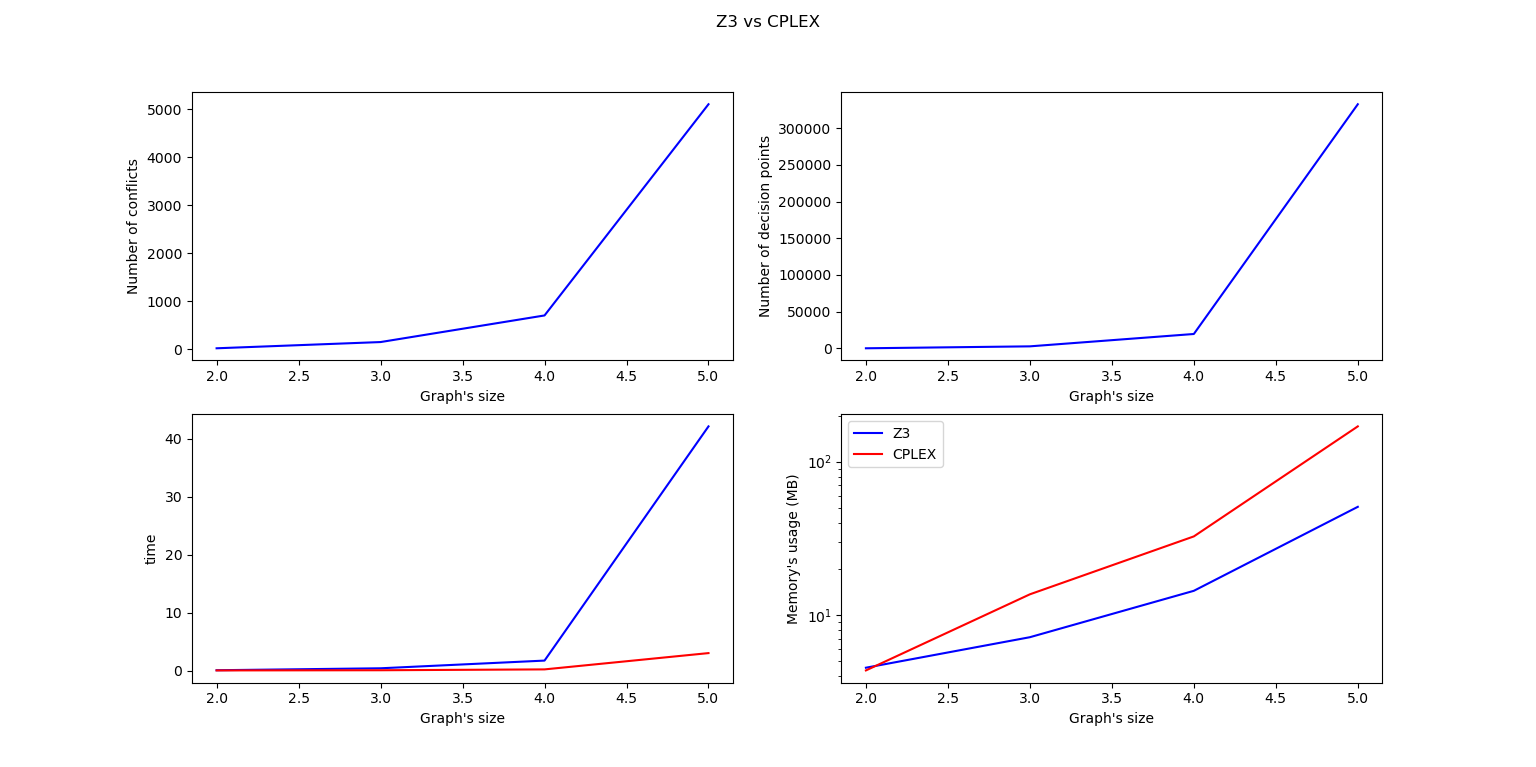 Z3 vs CPLEX
Number of conflicts
5000
4000
3000
2000
1000
0
2.0 2.5 3.0 3.5 4.0 4.5 5.0
Graph's size
Number of decision points
300000
250000
200000
150000
100000
50000
0
2.0 2.5 3.0 3.5 4.0 4.5 5.0
Graph's size
time
40
30
20
10
0
2.0 2.5 3.0 3.5 4.0 4.5 5.0
Graph's size
Memory's usage (MB)
Z3
CPLEX
10²
10¹
2.0 2.5 3.0 3.5 4.0 4.5 5.0
Graph's size